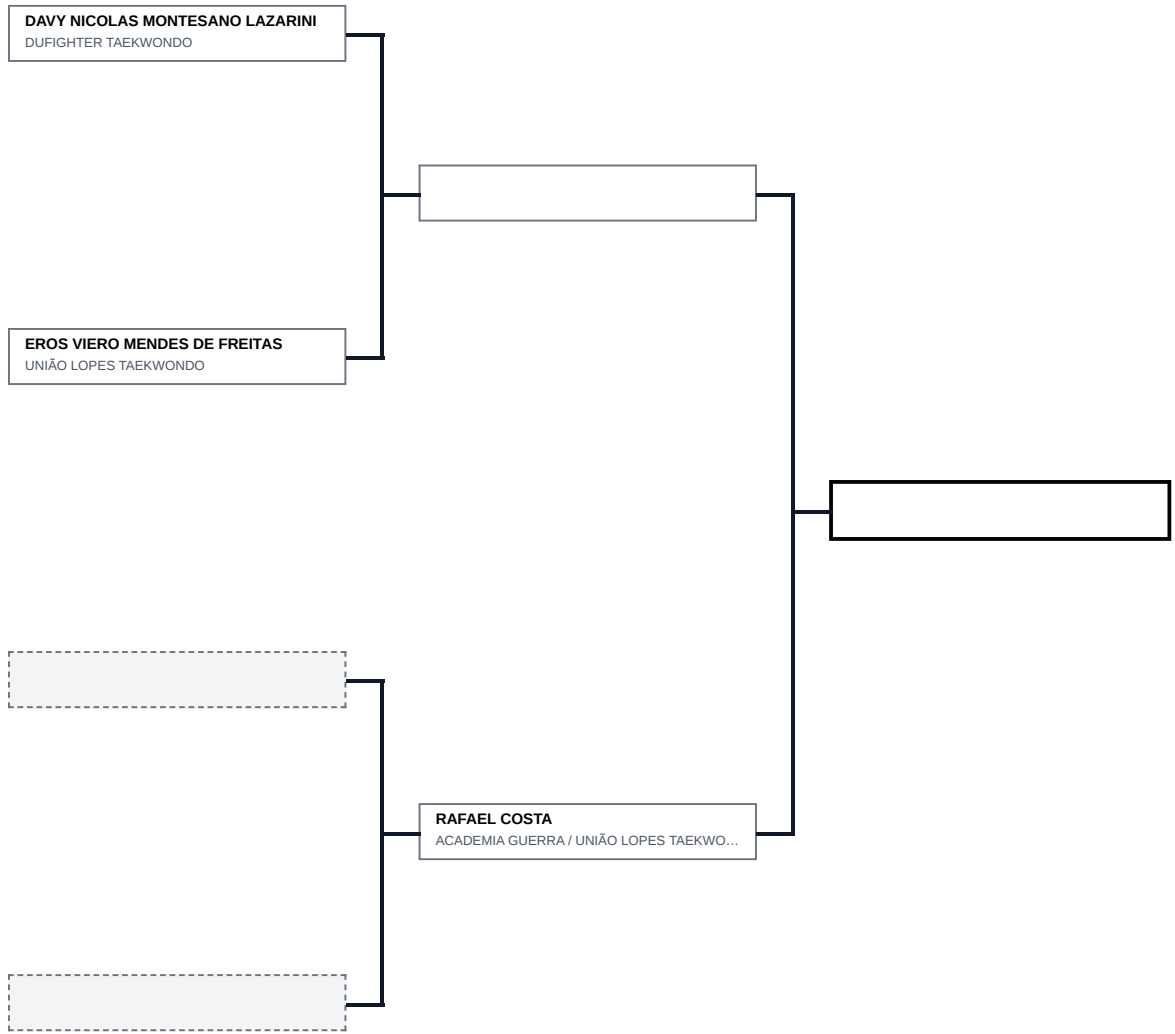 DAVY NICOLAS MONTESANO LAZARINI
DUFIGHTER TAEKWONDO
EROS VIERO MENDES DE FREITAS
UNIÃO LOPES TAEKWONDO
RAFAEL COSTA
ACADEMIA GUERRA / UNIÃO LOPES TAEKWO…